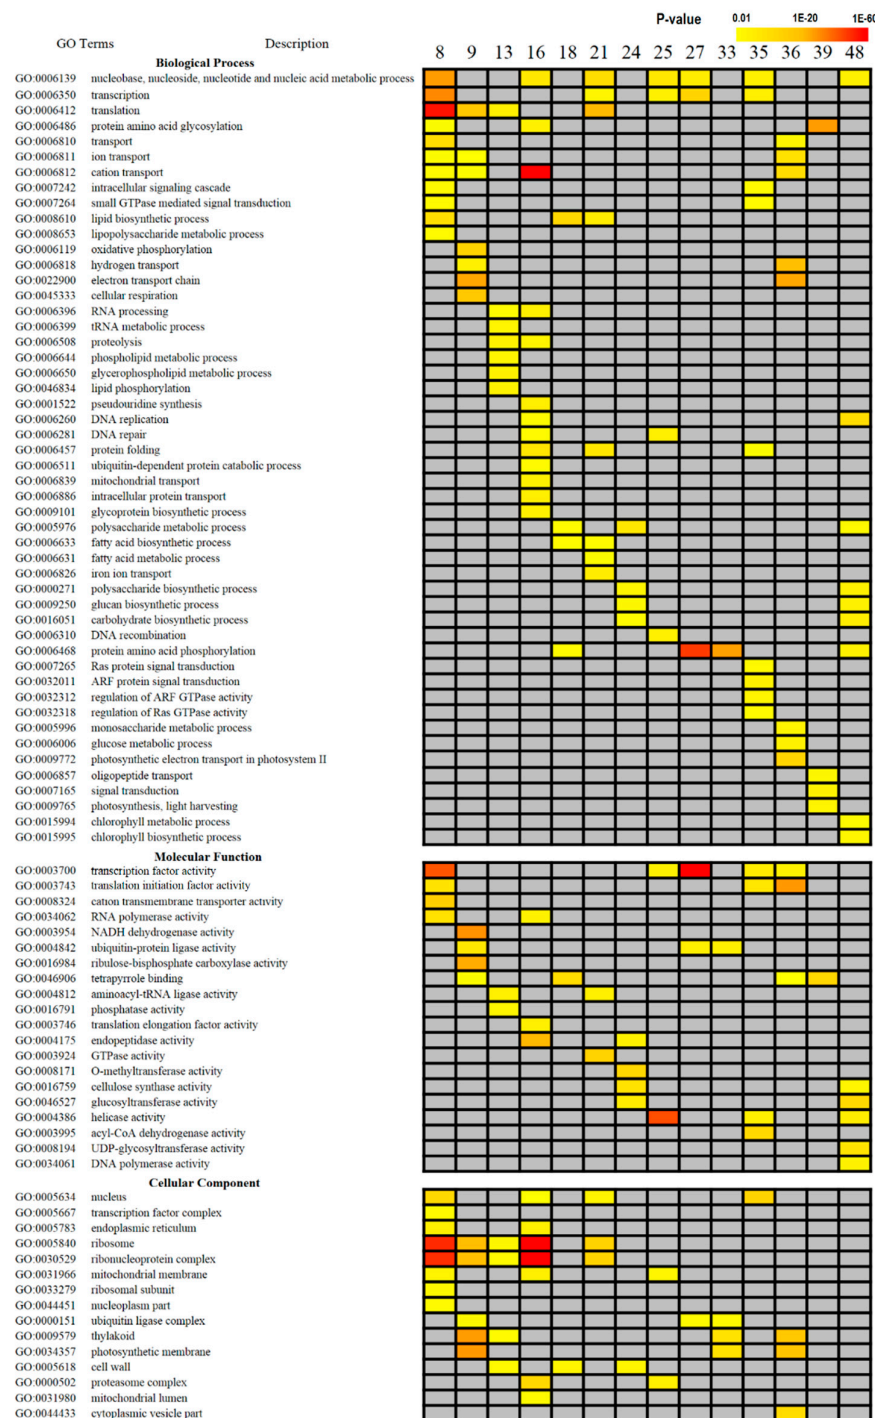 P-value 0.01 1E-20 1E-60
GO Terms Description 8 9 13 16 18 21 24 25 27 33 35 36 39 48
Biological Process
GO:0006139 nucleobase, nucleoside, nucleotide and nucleic acid metabolic process
GO:0006350 transcription
GO:0006412 translation
GO:0006486 protein amino acid glycosylation
GO:0006810 transport
GO:0006811 ion transport
GO:0006812 cation transport
GO:0007242 intracellular signaling cascade
GO:0007264 small GTPase mediated signal transduction
GO:0008610 lipid biosynthetic process
GO:0008653 lipopolysaccharide metabolic process
GO:0006119 oxidative phosphorylation
GO:0006818 hydrogen transport
GO:0022900 electron transport chain
GO:0045333 cellular respiration
GO:0006396 RNA processing
GO:0006399 tRNA metabolic process
GO:0006508 proteolysis
GO:0006644 phospholipid metabolic process
GO:0006650 glycerophospholipid metabolic process
GO:0046834 lipid phosphorylation
GO:0001522 pseudouridine synthesis
GO:0006260 DNA replication
GO:0006281 DNA repair
GO:0006457 protein folding
GO:0006511 ubiquitin-dependent protein catabolic process
GO:0006839 mitochondrial transport
GO:0006886 intracellular protein transport
GO:0009101 glycoprotein biosynthetic process
GO:0005976 polysaccharide metabolic process
GO:0006633 fatty acid biosynthetic process
GO:0006631 fatty acid metabolic process
GO:0006826 iron ion transport
GO:0000271 polysaccharide biosynthetic process
GO:0009250 glucan biosynthetic process
GO:0016051 carbohydrate biosynthetic process
GO:0006310 DNA recombination
GO:0006468 protein amino acid phosphorylation
GO:0007265 Ras protein signal transduction
GO:0032011 ARF protein signal transduction
GO:0032312 regulation of ARF GTPase activity
GO:0032318 regulation of Ras GTPase activity
GO:0005996 monosaccharide metabolic process
GO:0006006 glucose metabolic process
GO:0009772 photosynthetic electron transport in photosystem II
GO:0006857 oligopeptide transport
GO:0007165 signal transduction
GO:0009765 photosynthesis, light harvesting
GO:0015994 chlorophyll metabolic process
GO:0015995 chlorophyll biosynthetic process
Molecular Function
GO:0003700 transcription factor activity
GO:0003743 translation initiation factor activity
GO:0008324 cation transmembrane transporter activity
GO:0034062 RNA polymerase activity
GO:0003954 NADH dehydrogenase activity
GO:0004842 ubiquitin-protein ligase activity
GO:0016984 ribulose-bisphosphate carboxylase activity
GO:0046906 tetrapyrrole binding
GO:0004812 aminoacyl-tRNA ligase activity
GO:0016791 phosphatase activity
GO:0003746 translation elongation factor activity
GO:0004175 endopeptidase activity
GO:0003924 GTPase activity
GO:0008171 O-methyltransferase activity
GO:0016759 cellulose synthase activity
GO:0046527 glucosyltransferase activity
GO:0004386 helicase activity
GO:0003995 acyl-CoA dehydrogenase activity
GO:0008194 UDP-glycosyltransferase activity
GO:0034061 DNA polymerase activity
Cellular Component
GO:0005634 nucleus
GO:0005667 transcription factor complex
GO:0005783 endoplasmic reticulum
GO:0005840 ribosome
GO:0030529 ribonucleoprotein complex
GO:0031966 mitochondrial membrane
GO:0033279 ribosomal subunit
GO:0044451 nucleoplasm part
GO:0000151 ubiquitin ligase complex
GO:0009579 thylakoid
GO:0034357 photosynthetic membrane
GO:0005618 cell wall
GO:0000502 proteasome complex
GO:0031980 mitochondrial lumen
GO:0044433 cytoplasmic vesicle part